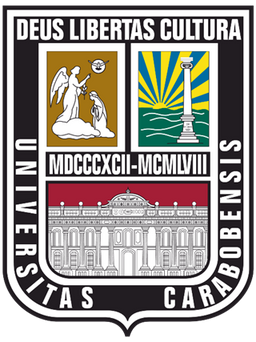 DEUS LIBERTAS CULTURA
MDCCCXCII-MCMLVIII
UNIVERSITAS CARABOBENSIS